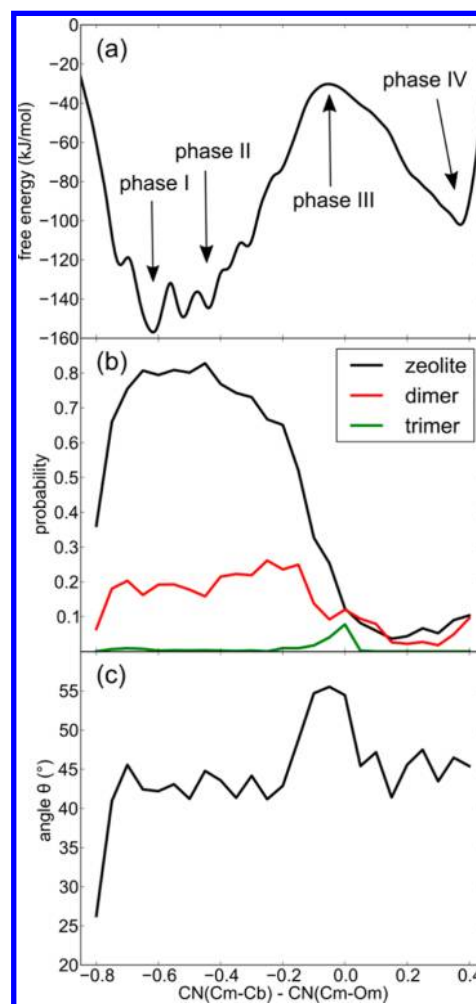 (a)
free energy (kJ/mol)
0
−20
−40
−60
−80
−100
−120
−140
−160
phase I
phase II
phase III
phase IV
(b)
probability
0.8
0.7
0.6
0.5
0.4
0.3
0.2
0.1
zeolite
dimer
trimer
(c)
angle θ (°)
55
50
45
40
35
30
25
20
−0.8 −0.6 −0.4 −0.2 0.0 0.2 0.4
CN(Cm-Cb) - CN(Cm-Om)